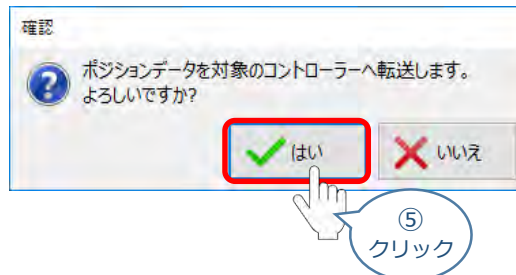 確認
ポジションデータを対象のコントローラーへ転送します。
よろしいですか?
はい
いいえ
⑤
クリック